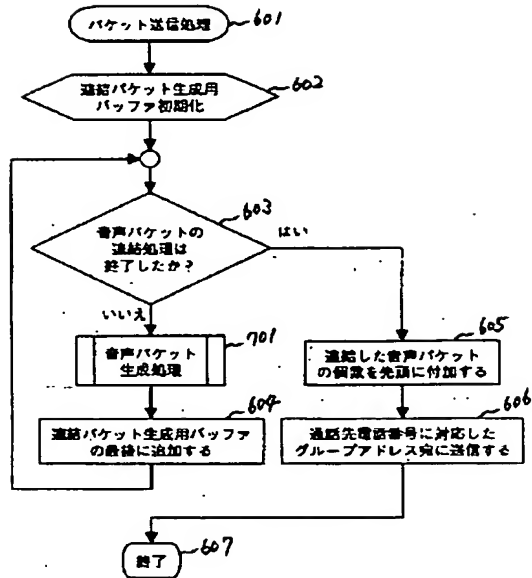 パケット送信処理
601
連結パケット生成用
バッファ初期化
602
603
音声パケットの
連結処理は
終了したか?
はい
いいえ
701
音声パケット
生成処理
605
連結した音声パケット
の個数を先頭に付加する
604
606
連結パケット生成用バッファ
の最後に追加する
通話先電話番号に対応した
グループアドレス宛に送信する
終了
607